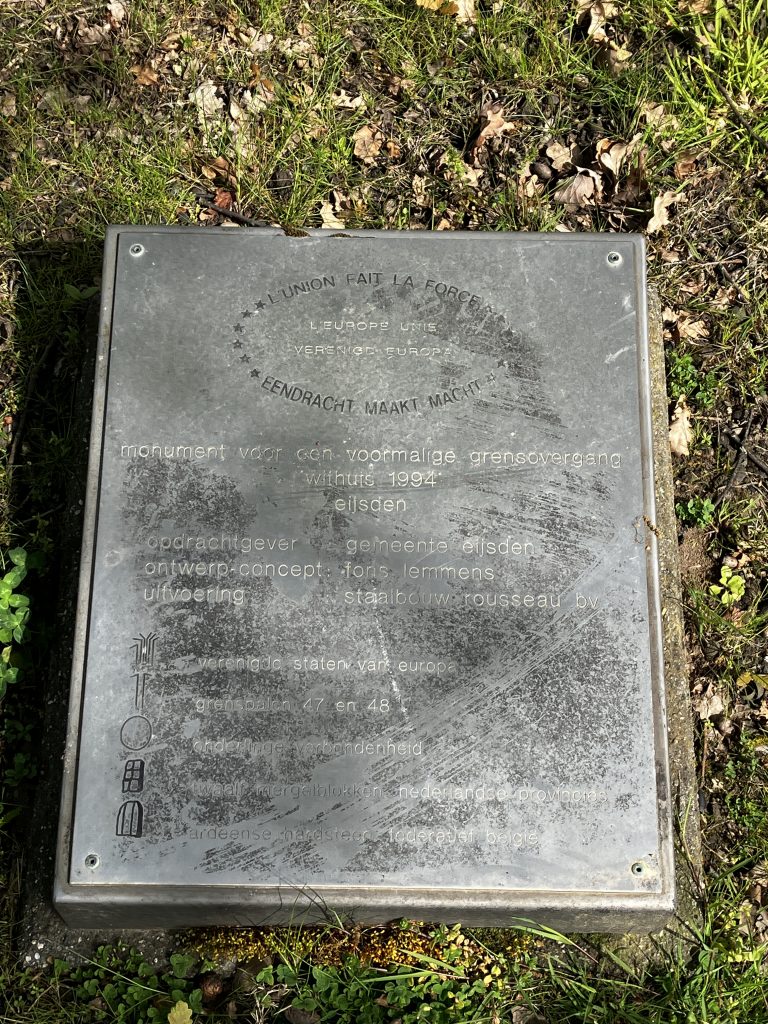 L'UNION FAIT LA FORCE
L'EUROPE UNIE
VERENIGD EUROPA
EENDRACHT MAAKT MACHT
monument voor een voormalige grensovergang
withuis 1994
eijsden
opdrachtgever : gemeente eijsden
ontwerp-concept: fons lemmens
uitvoering : staalbouw rousseau bv
verenigde staten van europa
grenspalen 47 en 48
onderlinge verbondenheid
twaalf mergelblokken: nederlandse provincies
ardeense hardsteen: federatief belgie